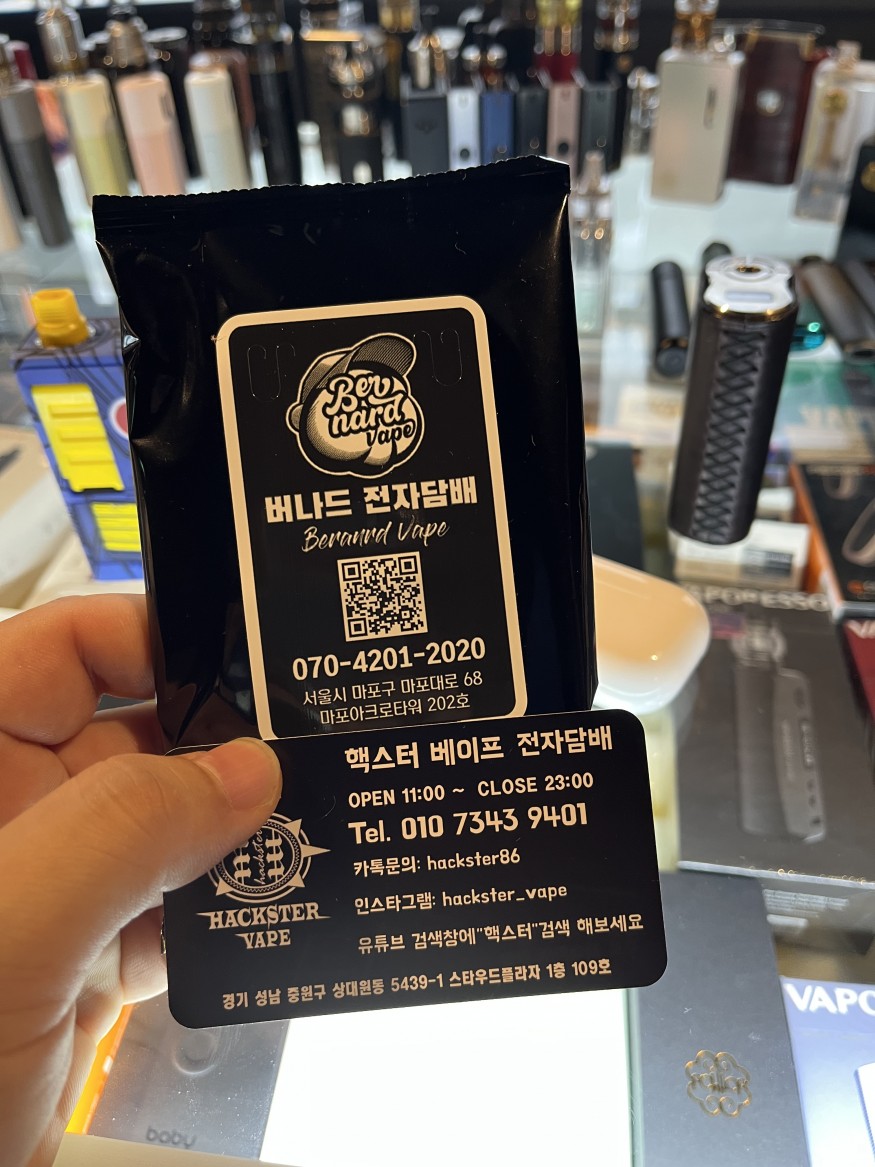 Ber
nard
vape
버나드 전자담배
Beranrd Vape
070-4201-2020
서울시 마포구 마포대로 68
마포아크로타워 202호
핵스터 베이프 전자담배
OPEN 11:00 ~ CLOSE 23:00
Tel. 010 7343 9401
카톡문의: hackster86
인스타그램: hackster_vape
유튜브 검색창에"핵스터"검색 해보세요
경기 성남 중원구 상대원동 5439-1 스타우드플라자 1층 109호
hackster
HACKSTER
VAPE
VAPO
boby